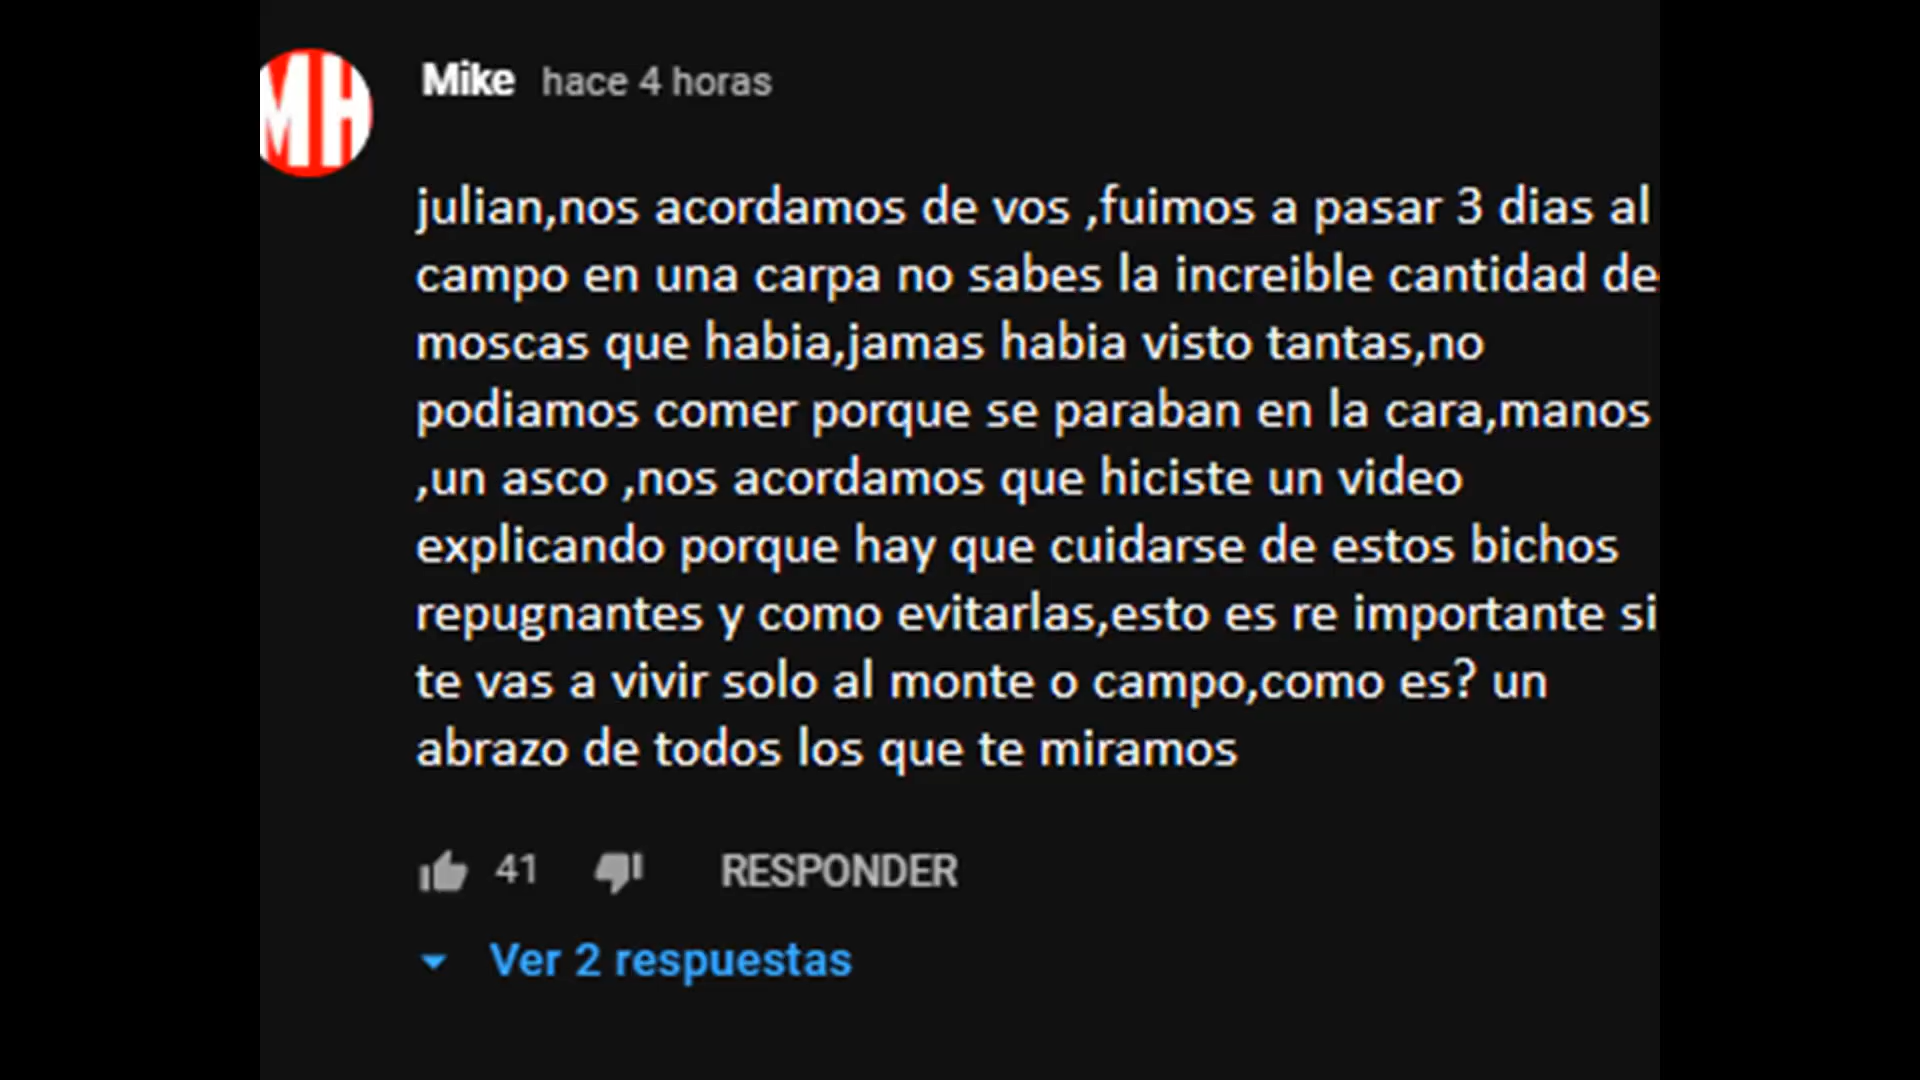 MH
Mike hace 4 horas
julian,nos acordamos de vos ,fuimos a pasar 3 dias al
campo en una carpa no sabes la increible cantidad de
moscas que habia,jamas habia visto tantas,no
podiamos comer porque se paraban en la cara,manos
,un asco ,nos acordamos que hiciste un video
explicando porque hay que cuidarse de estos bichos
repugnantes y como evitarlas,esto es re importante si
te vas a vivir solo al monte o campo,como es? un
abrazo de todos los que te miramos
41 RESPONDER
Ver 2 respuestas